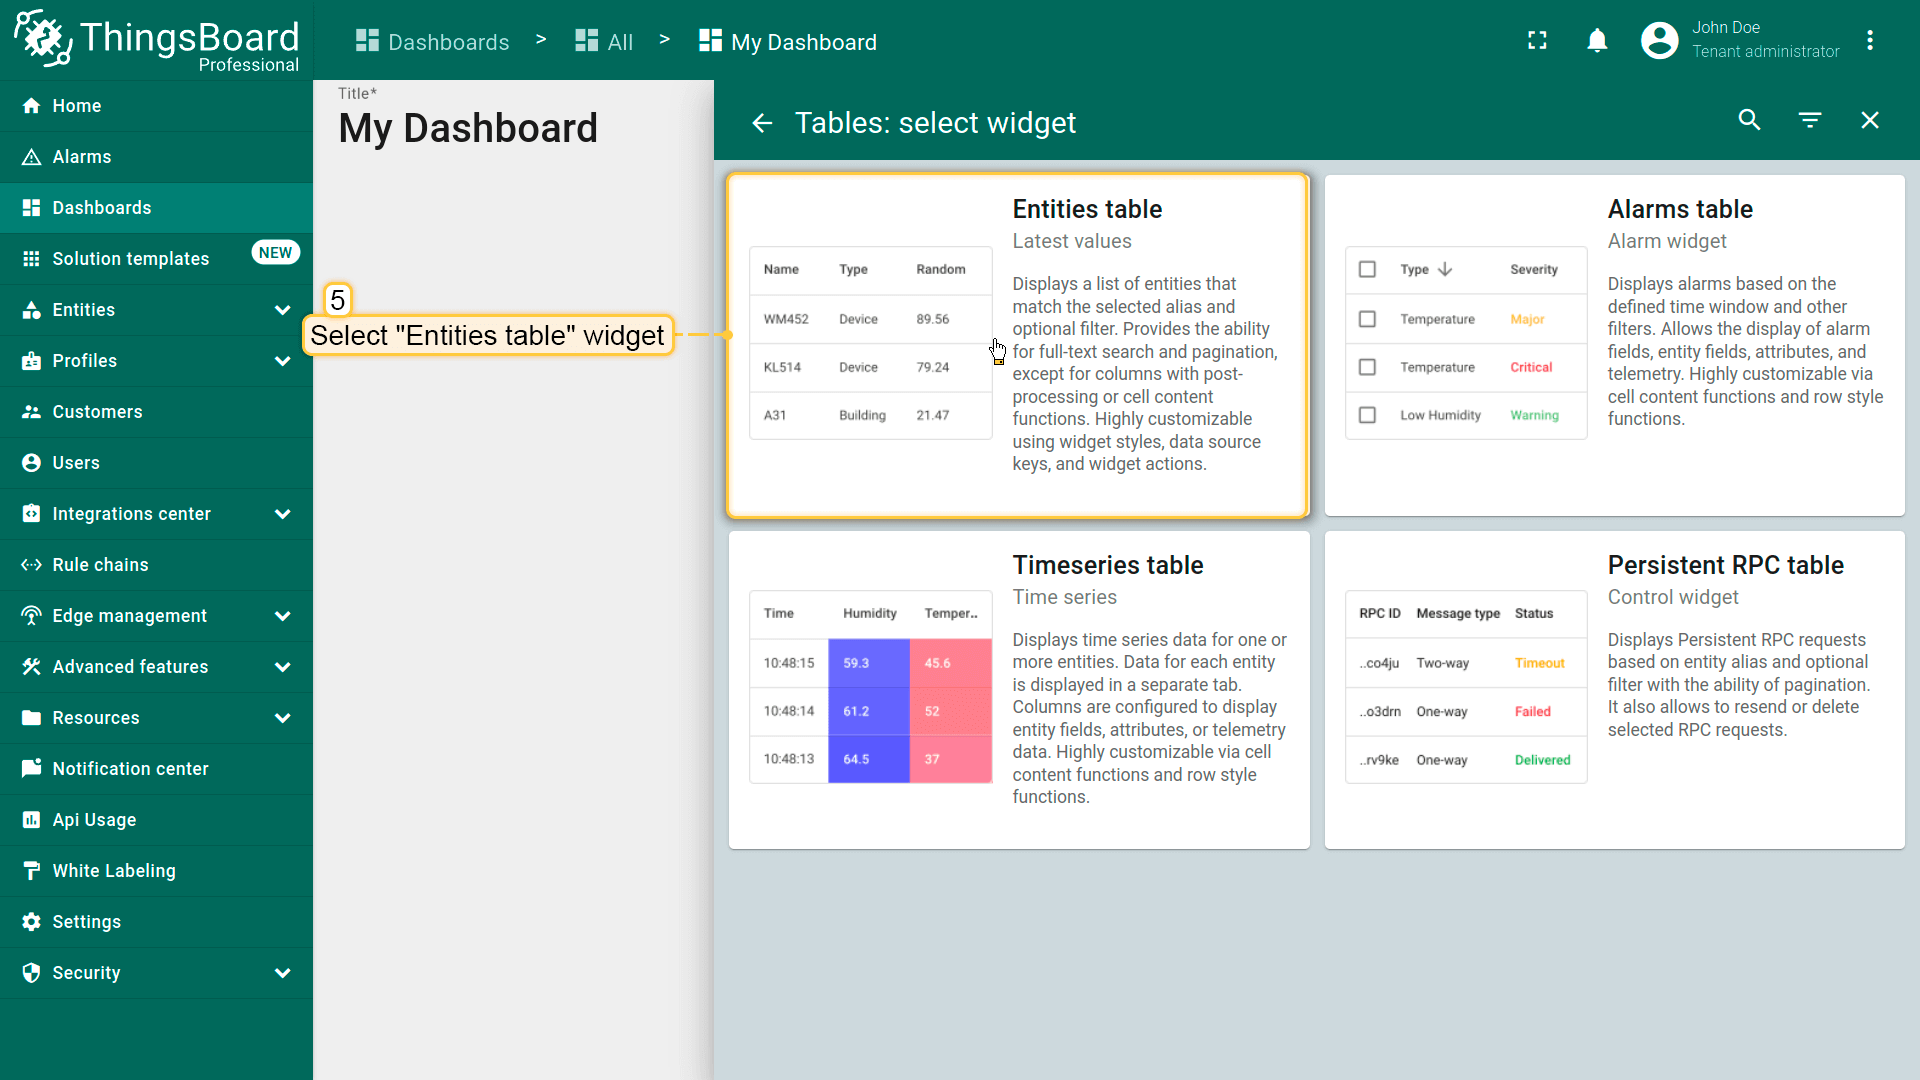 ThingsBoard
Professional
Dashboards > All > My Dashboard
John Doe
Tenant administrator
Home
Alarms
Dashboards
Solution templates NEW
Entities
Profiles
Customers
Users
Integrations center
Rule chains
Edge management
Advanced features
Resources
Notification center
Api Usage
White Labeling
Settings
Security
Title*
My Dashboard
5
Select "Entities table" widget
Tables: select widget
Entities table
Latest values
Name Type Random
WM452 Device 89.56
KL514 Device 79.24
A31 Building 21.47
Displays a list of entities that
match the selected alias and
optional filter. Provides the ability
for full-text search and pagination,
except for columns with post-
processing or cell content
functions. Highly customizable
using widget styles, data source
keys, and widget actions.
Alarms table
Alarm widget
Type Severity
Temperature Major
Temperature Critical
Low Humidity Warning
Displays alarms based on the
defined time window and other
filters. Allows the display of alarm
fields, entity fields, attributes, and
telemetry. Highly customizable via
cell content functions and row style
functions.
Timeseries table
Time series
Time Humidity Temper..
10:48:15 59.3 45.6
10:48:14 61.2 52
10:48:13 64.5 37
Displays time series data for one or
more entities. Data for each entity
is displayed in a separate tab.
Columns are configured to display
entity fields, attributes, or telemetry
data. Highly customizable via cell
content functions and row style
functions.
Persistent RPC table
Control widget
RPC ID Message type Status
..co4ju Two-way Timeout
..o3drn One-way Failed
..rv9ke One-way Delivered
Displays Persistent RPC requests
based on entity alias and optional
filter with the ability of pagination.
It also allows to resend or delete
selected RPC requests.